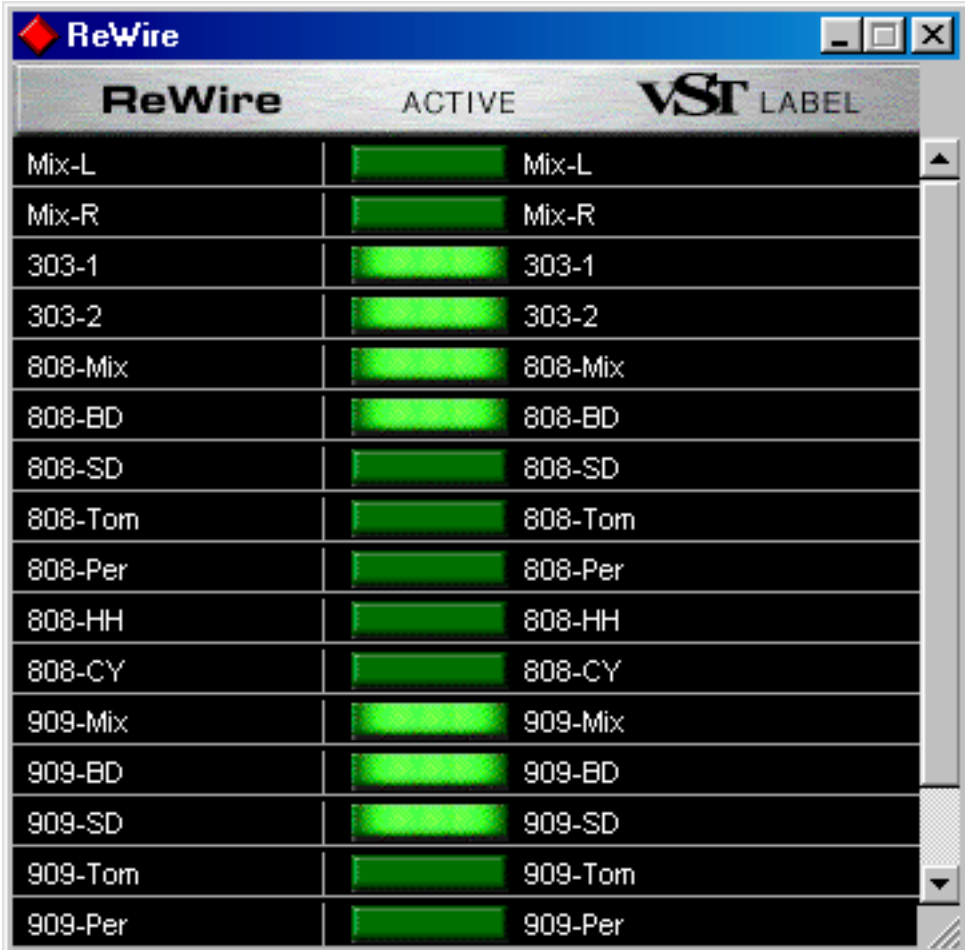 ReWire
ReWire ACTIVE VST LABEL
Mix-L Mix-L
Mix-R Mix-R
303-1 303-1
303-2 303-2
808-Mix 808-Mix
808-BD 808-BD
808-SD 808-SD
808-Tom 808-Tom
808-Per 808-Per
808-HH 808-HH
808-CY 808-CY
909-Mix 909-Mix
909-BD 909-BD
909-SD 909-SD
909-Tom 909-Tom
909-Per 909-Per